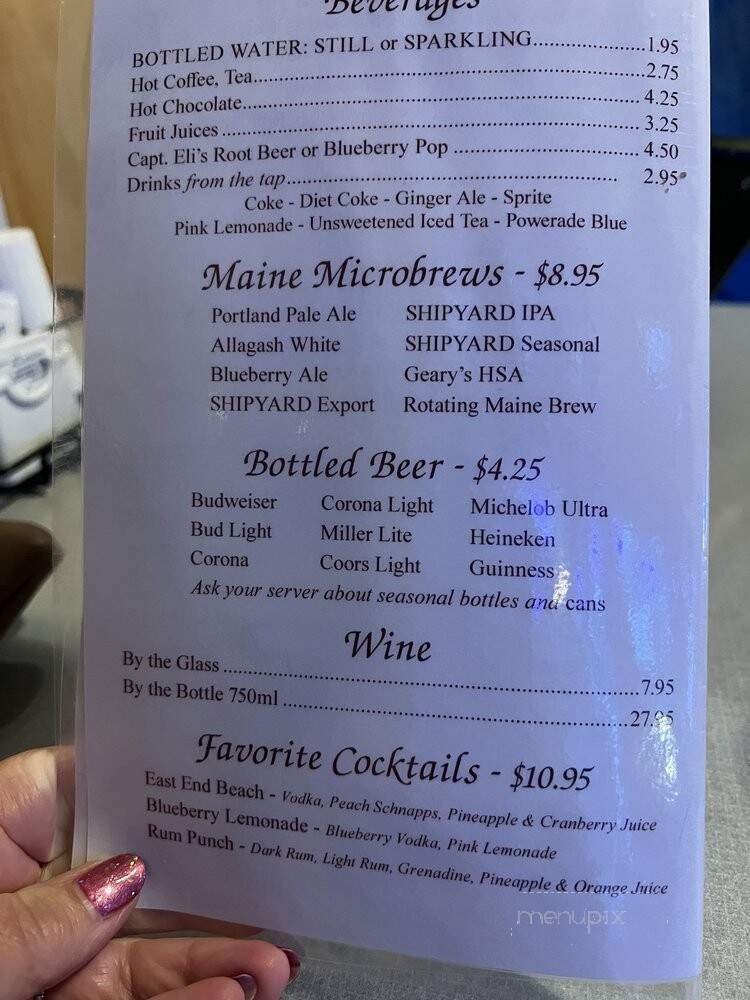 Beverages
BOTTLED WATER: STILL or SPARKLING......................1.95
Hot Coffee, Tea.....................................................................2.75
Hot Chocolate........................................................................ 4.25
Fruit Juices ............................................................................ 3.25
Capt. Eli's Root Beer or Blueberry Pop ................................ 4.50
Drinks from the tap............................................................ 2.95
Coke - Diet Coke - Ginger Ale - Sprite
Pink Lemonade - Unsweetened Iced Tea - Powerade Blue
Maine Microbrews - $8.95
Portland Pale Ale SHIPYARD IPA
Allagash White SHIPYARD Seasonal
Blueberry Ale Geary's HSA
SHIPYARD Export Rotating Maine Brew
Bottled Beer - $4.25
Budweiser Corona Light Michelob Ultra
Bud Light Miller Lite Heineken
Corona Coors Light Guinness
Ask your server about seasonal bottles and cans
Wine
By the Glass ..........................................................................7.95
By the Bottle 750ml ............................................................27.95
Favorite Cocktails - $10.95
East End Beach - Vodka, Peach Schnapps, Pineapple & Cranberry Juice
Blueberry Lemonade - Blueberry Vodka, Pink Lemonade
Rum Punch - Dark Rum, Light Rum, Grenadine, Pineapple & Orange Juice
menupix